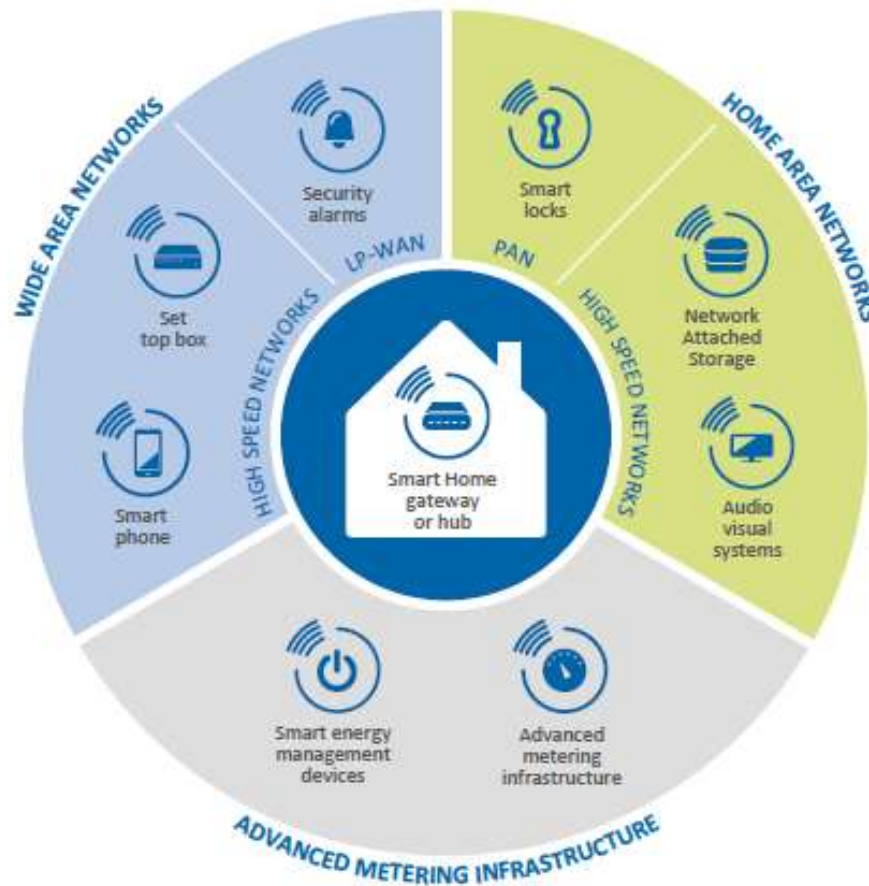 WIDE AREA NETWORKS
HOME AREA NETWORKS
Security
alarms
Smart
locks
LP-WAN
PAN
Set
top box
HIGH SPEED NETWORKS
HIGH SPEED NETWORKS
Network
Attached
Storage
Smart
phone
Smart Home
gateway
or hub
Audio
visual
systems
Smart energy
management
devices
Advanced
metering
infrastructure
ADVANCED METERING INFRASTRUCTURE